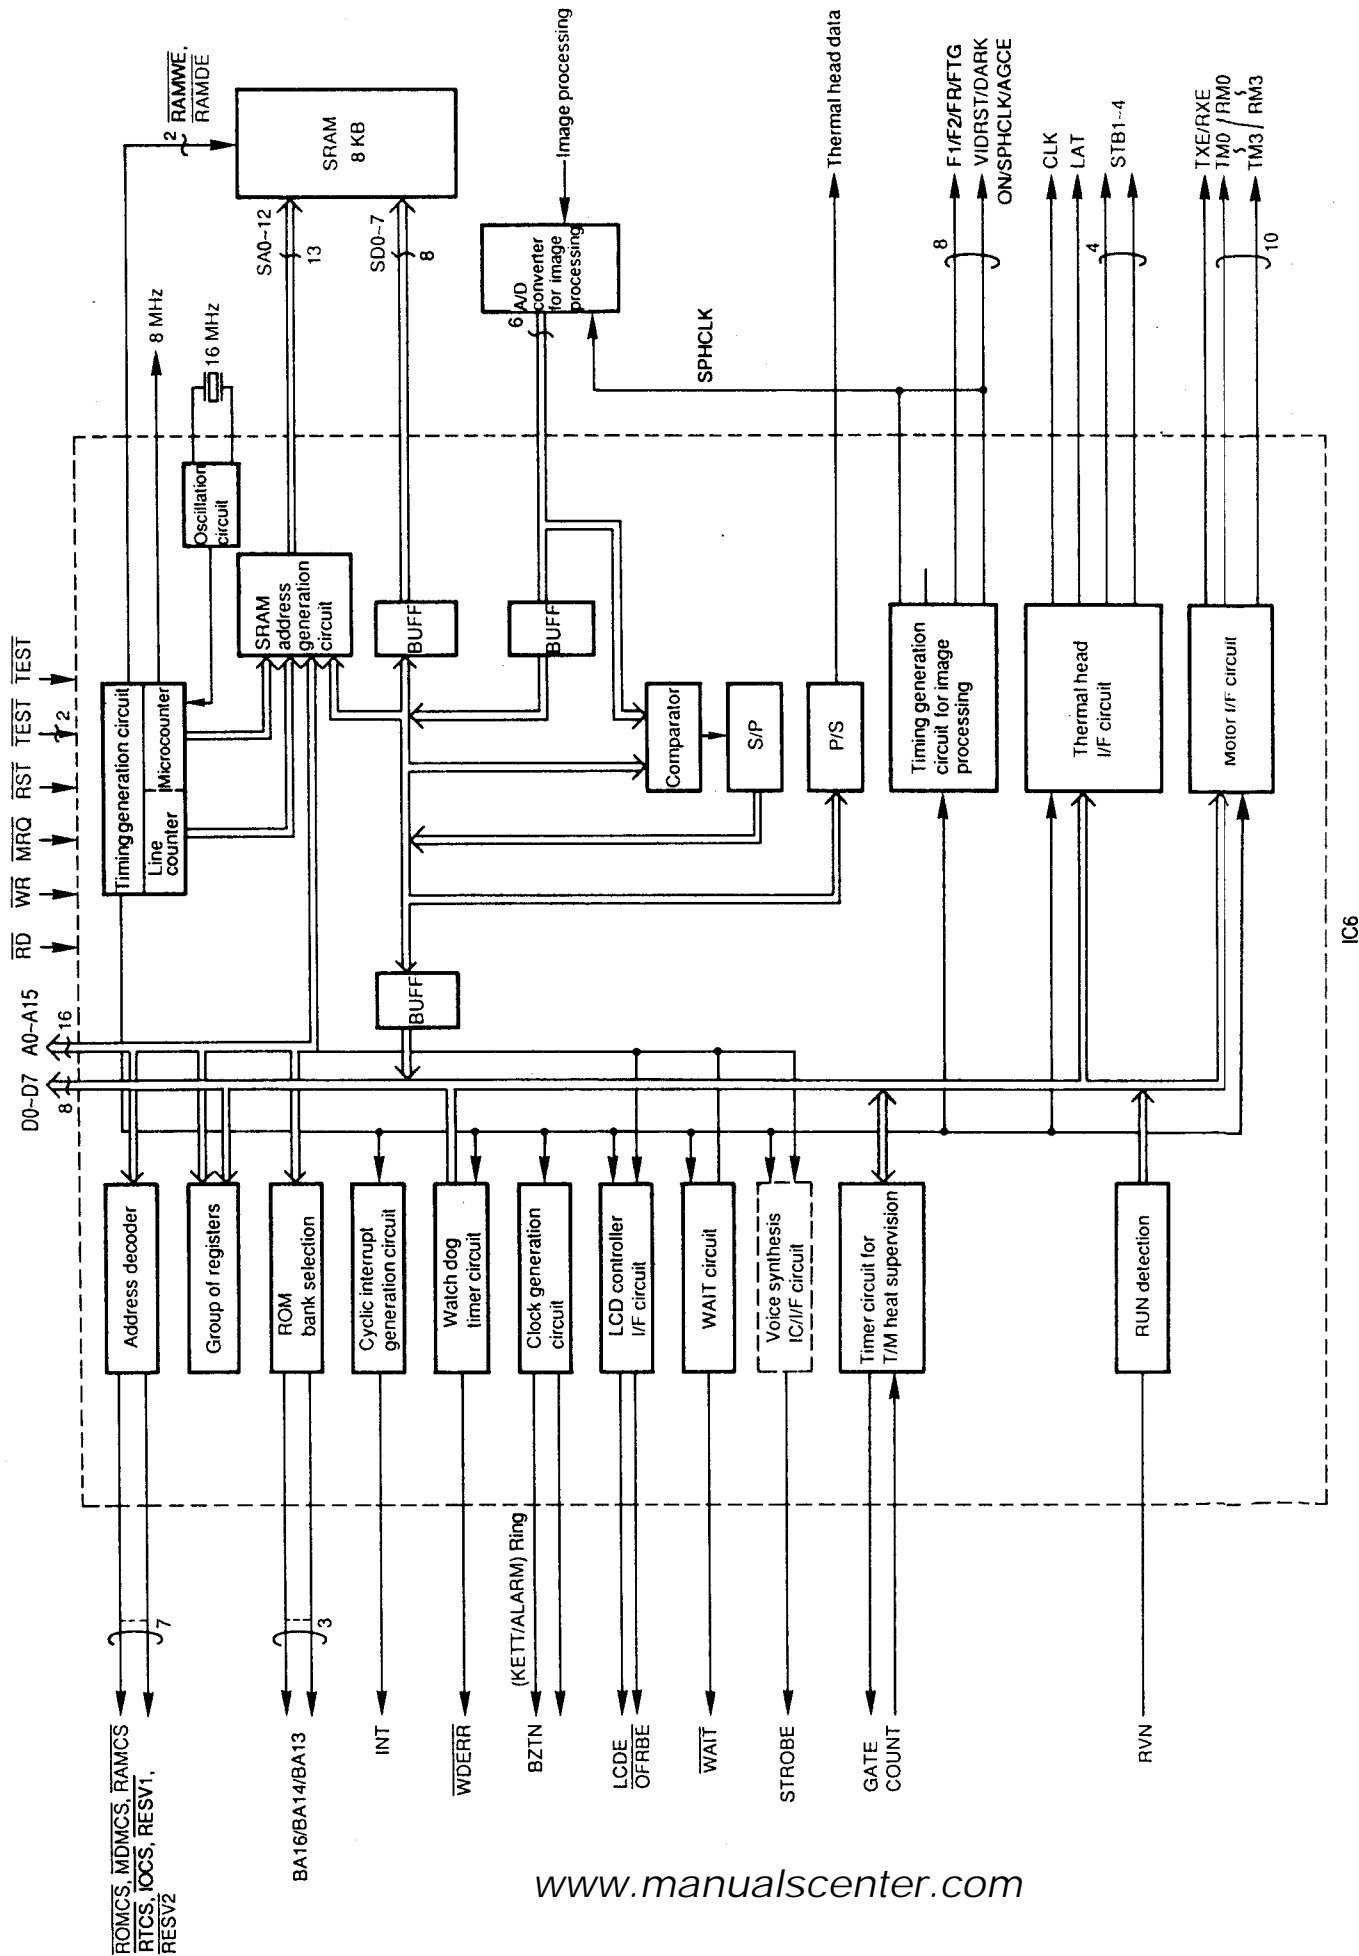 RAMWE,
RAMDE
2
SRAM
8 KB
SA0~12
13
SD0~7
8
8 MHz
16 MHz
Image processing
A/D
converter
for image
processing
6
SPHCLK
Thermal head data
F1/F2/FR/FTG
VIDRST/DARK
ON/SPHCLK/AGCE
8
CLK
LAT
STB1~4
4
TXE/RXE
TM0 / RM0
TM3 / RM3
10
TEST
TEST
2
RST
MRQ
WR
RD
A0~A15
16
D0~D7
8
Timing generation circuit
Line
counter
Microcounter
Oscillation
circuit
SRAM
address
generation
circuit
BUFF
BUFF
BUFF
Comparator
S/P
P/S
Timing generation
circuit for image
processing
Thermal head
I/F circuit
Motor I/F circuit
IC6
Address decoder
Group of registers
ROM
bank selection
Cyclic interrupt
generation circuit
Watch dog
timer circuit
Clock generation
circuit
LCD controller
I/F circuit
WAIT circuit
Voice synthesis
IC/I/F circuit
Timer circuit for
T/M heat supervision
RUN detection
7
3
(KETT/ALARM) Ring
ROMCS, MDMCS, RAMCS
RTCS, IOCS, RESV1,
RESV2
BA16/BA14/BA13
INT
WDERR
BZTN
LCDE
OFRBE
WAIT
STROBE
GATE
COUNT
RVN
www.manualscenter.com